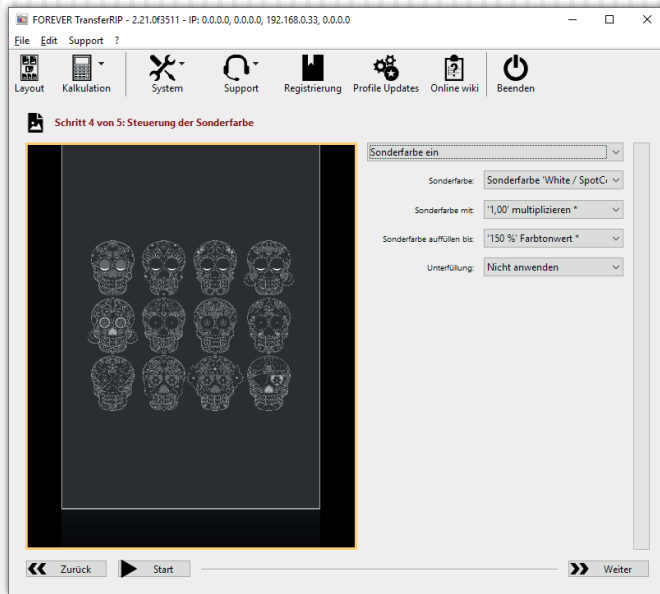 FOREVER TransferRIP - 2.21.0f3511 - IP: 0.0.0.0, 0.0.0.0, 192.168.0.33, 0.0.0.0
File Edit Support ?
Layout Kalkulation System Support Registrierung Profile Updates Online wiki Beenden
Schritt 4 von 5: Steuerung der Sonderfarbe
Sonderfarbe ein
Sonderfarbe: Sonderfarbe 'White / SpotCo
Sonderfarbe mit: '1,00' multiplizieren *
Sonderfarbe auffüllen bis: '150 %' Farbtonwert *
Unterfüllung: Nicht anwenden
Zurück Start Weiter